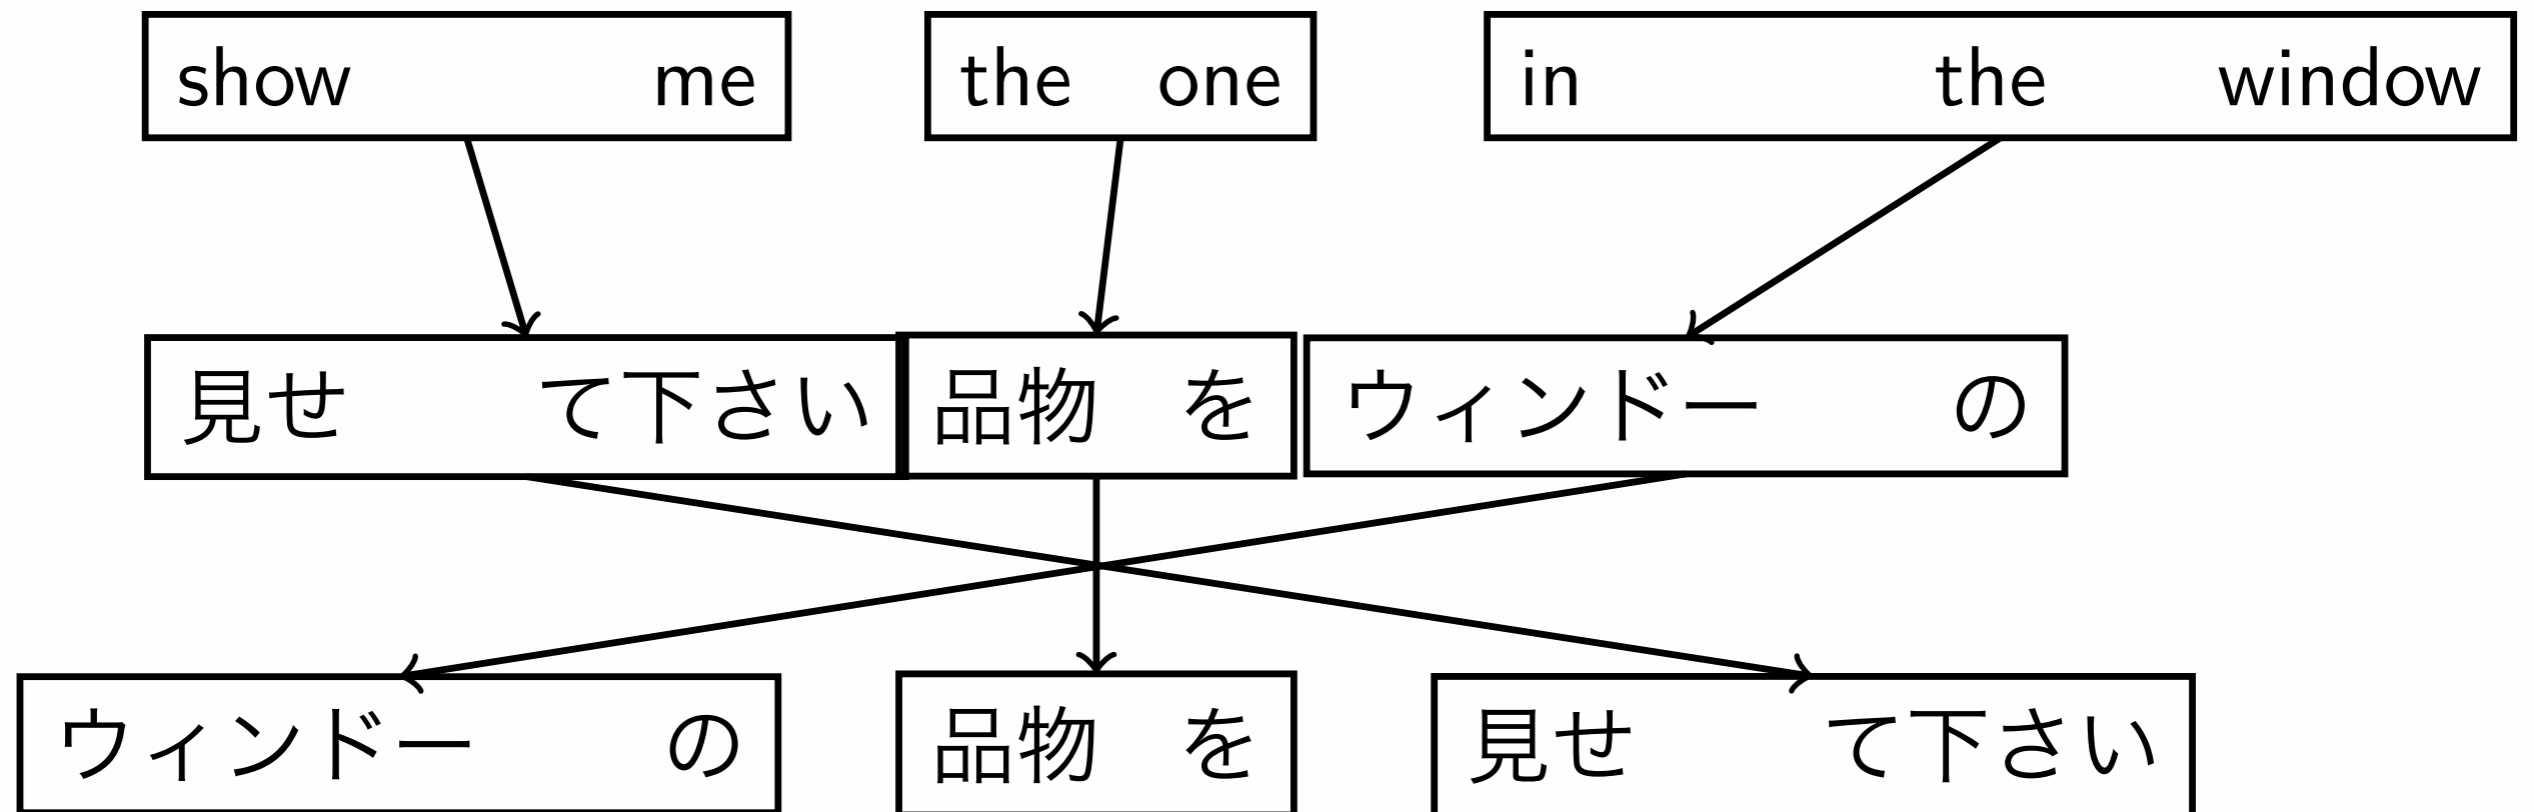 show me the one in the window
見せ て下さい 品物 を ウィンドー の
ウィンドー の 品物 を 見せ て下さい